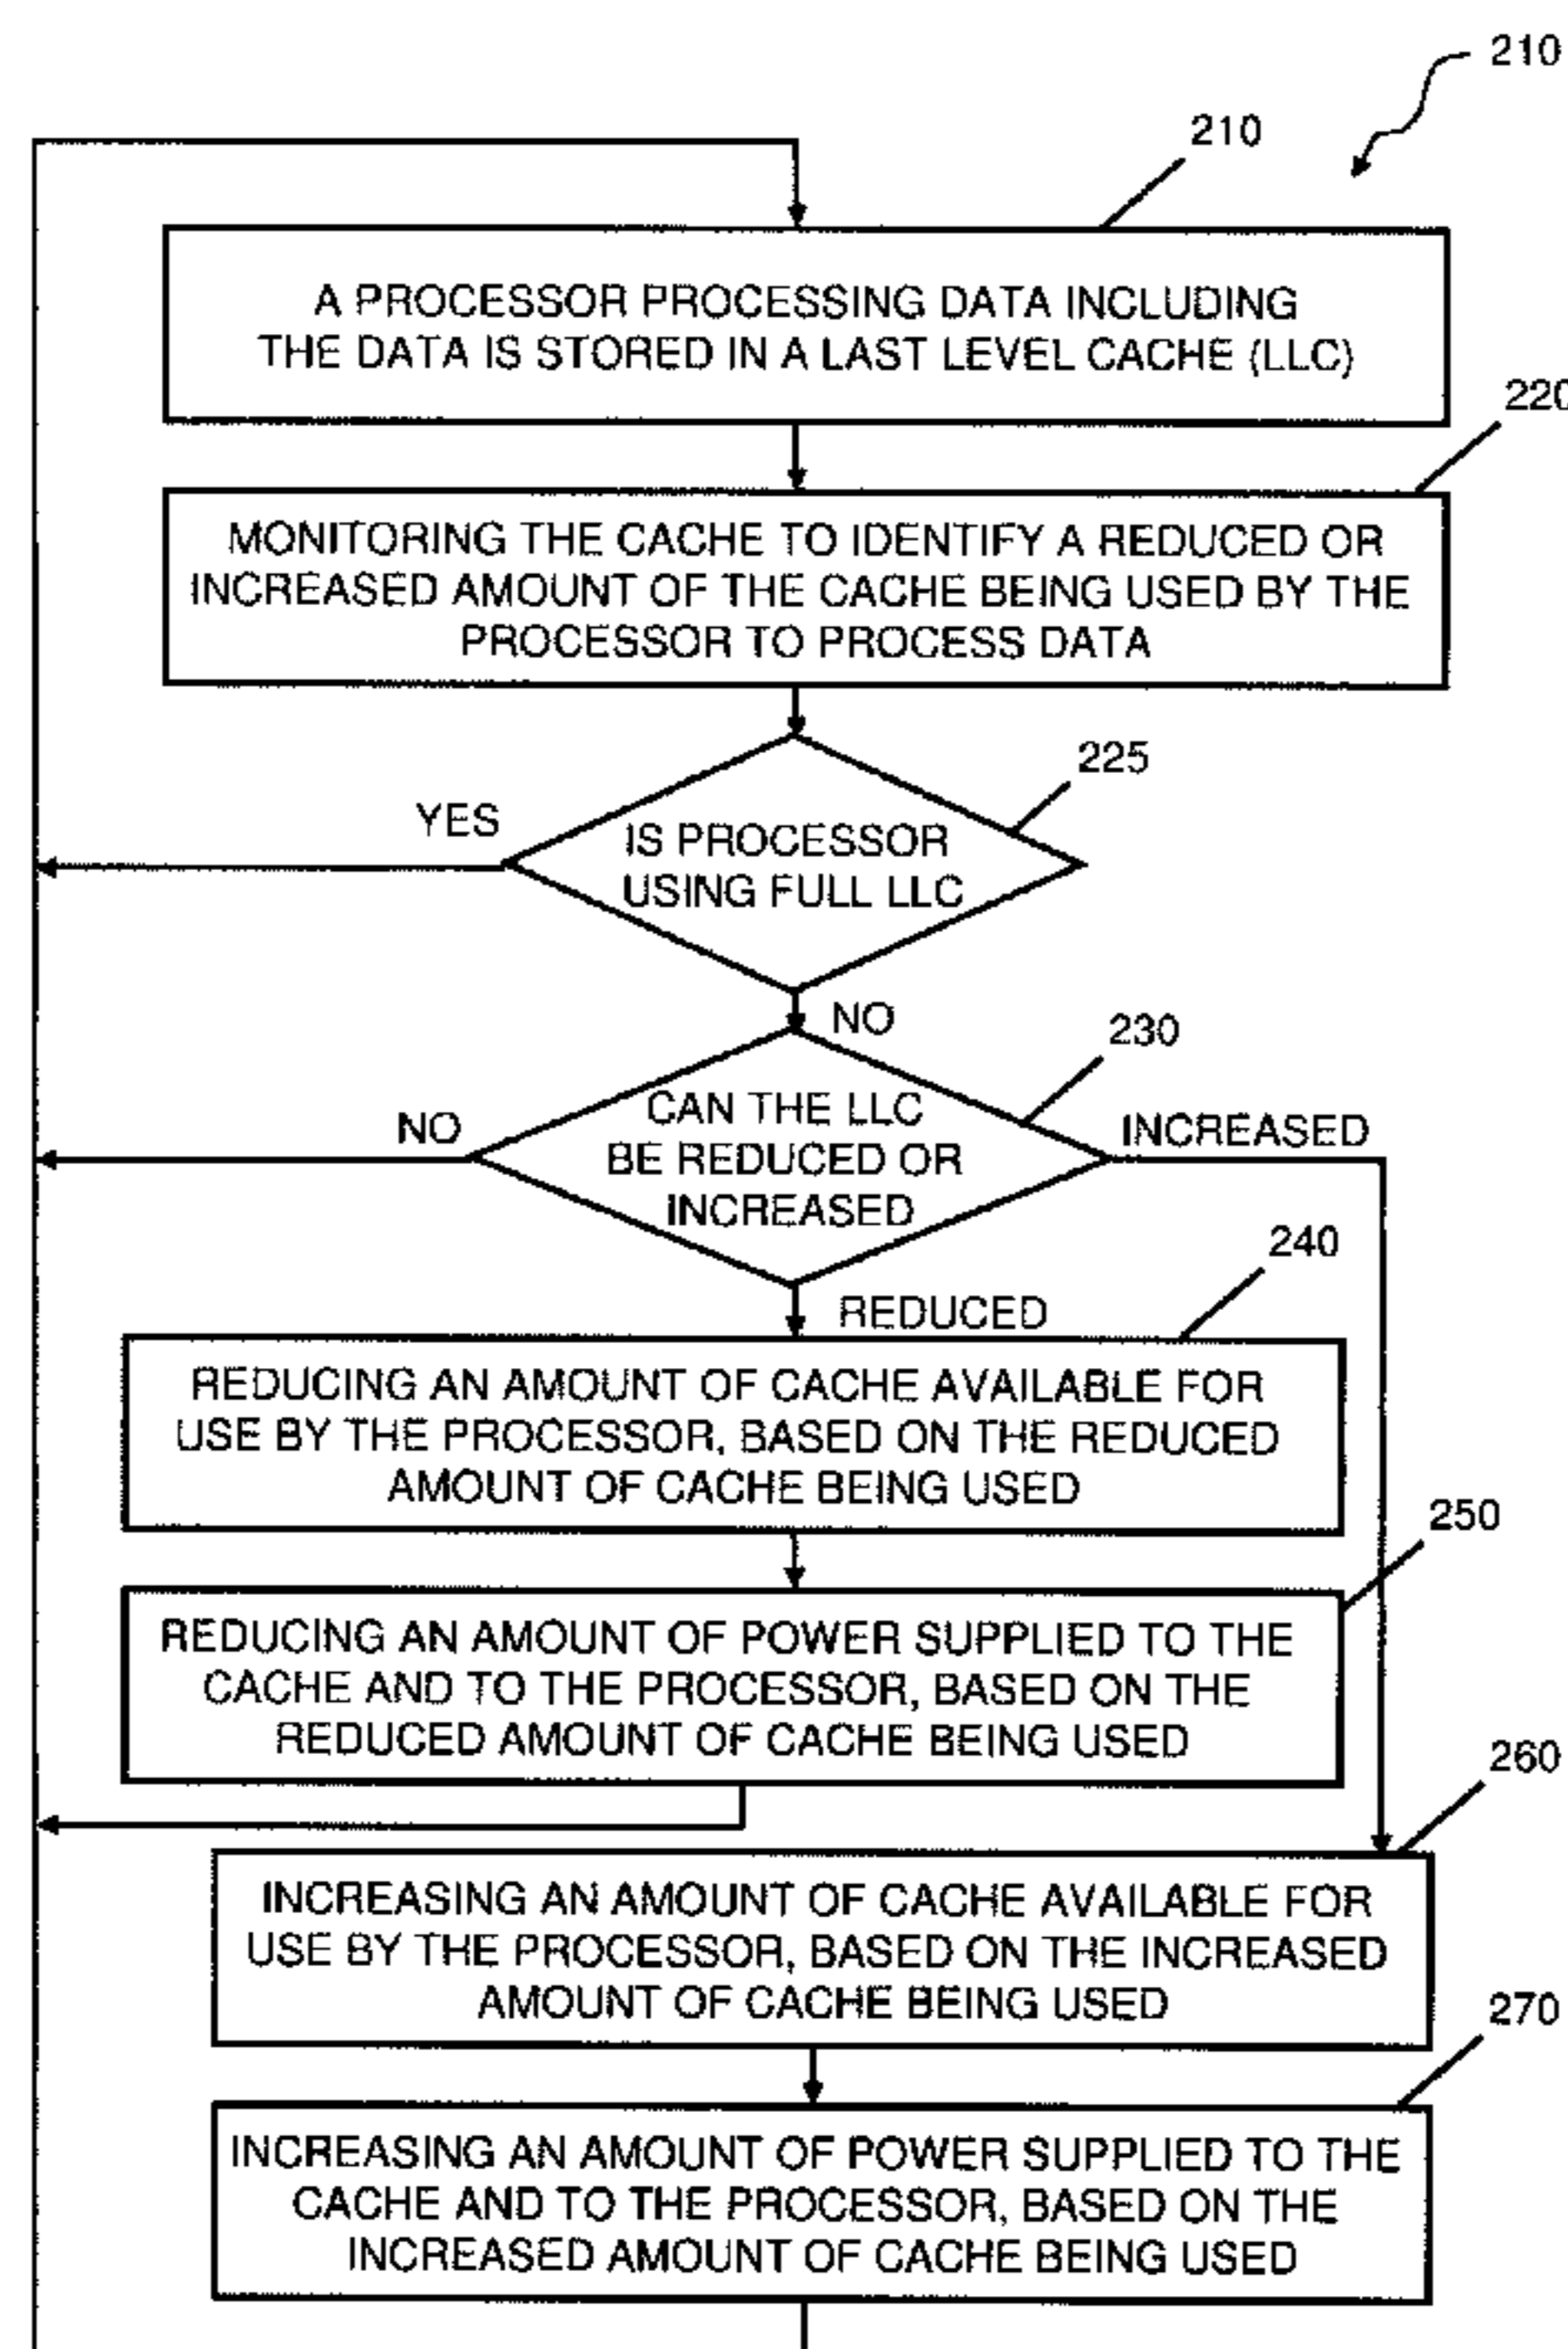 210
210
A PROCESSOR PROCESSING DATA INCLUDING
THE DATA IS STORED IN A LAST LEVEL CACHE (LLC)
220
MONITORING THE CACHE TO IDENTIFY A REDUCED OR
INCREASED AMOUNT OF THE CACHE BEING USED BY THE
PROCESSOR TO PROCESS DATA
225
YES
IS PROCESSOR
USING FULL LLC
NO
230
NO
CAN THE LLC
BE REDUCED OR
INCREASED
INCREASED
240
REDUCED
REDUCING AN AMOUNT OF CACHE AVAILABLE FOR
USE BY THE PROCESSOR, BASED ON THE REDUCED
AMOUNT OF CACHE BEING USED
250
REDUCING AN AMOUNT OF POWER SUPPLIED TO THE
CACHE AND TO THE PROCESSOR, BASED ON THE
REDUCED AMOUNT OF CACHE BEING USED
260
INCREASING AN AMOUNT OF CACHE AVAILABLE FOR
USE BY THE PROCESSOR, BASED ON THE INCREASED
AMOUNT OF CACHE BEING USED
270
INCREASING AN AMOUNT OF POWER SUPPLIED TO THE
CACHE AND TO THE PROCESSOR, BASED ON THE
INCREASED AMOUNT OF CACHE BEING USED